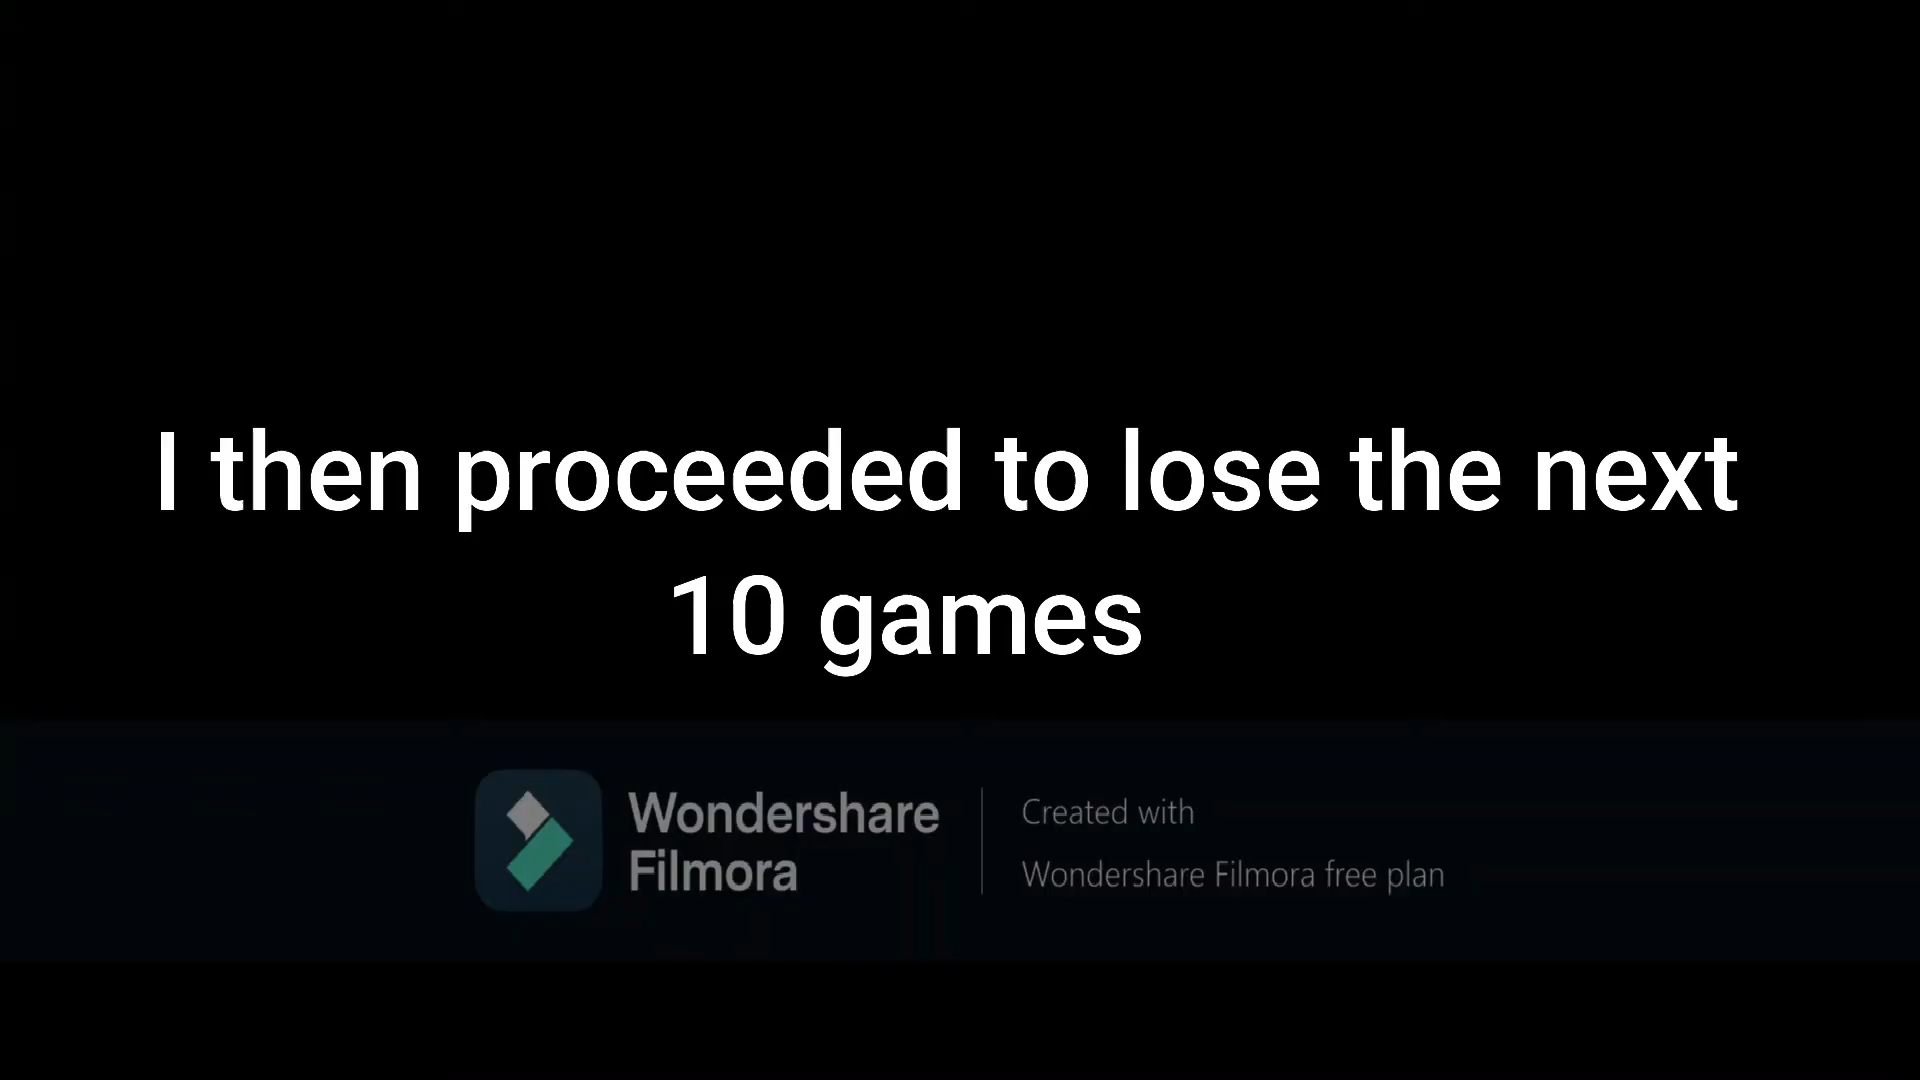 I then proceeded to lose the next
10 games
Wondershare
Filmora
Created with
Wondershare Filmora free plan